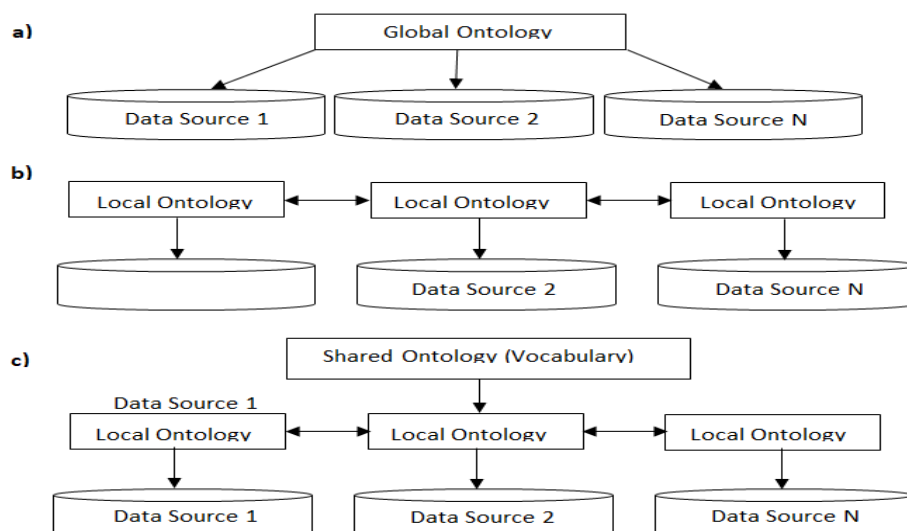 a)
Global Ontology
Data Source 1
Data Source 2
Data Source N
b)
Local Ontology
Local Ontology
Local Ontology
Data Source 2
Data Source N
c)
Shared Ontology (Vocabulary)
Data Source 1
Local Ontology
Local Ontology
Local Ontology
Data Source 1
Data Source 2
Data Source N